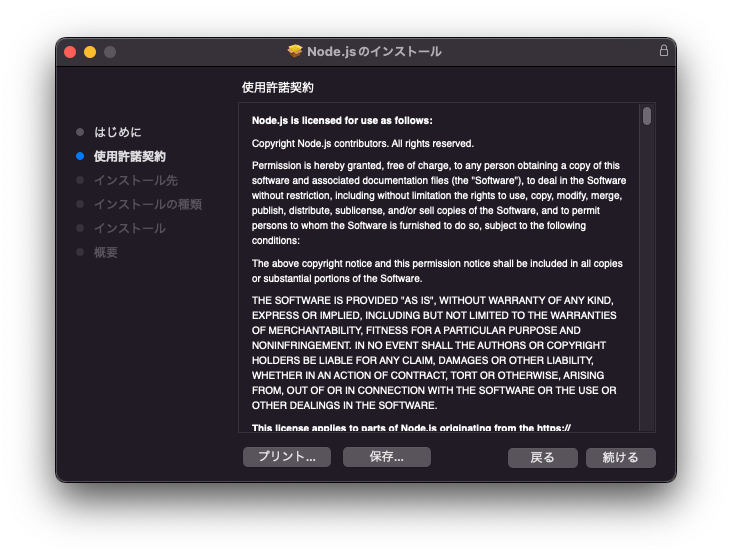 Node.jsのインストール
使用許諾契約
はじめに
使用許諾契約
インストール先
インストールの種類
インストール
概要
Node.js is licensed for use as follows:
Copyright Node.js contributors. All rights reserved.
Permission is hereby granted, free of charge, to any person obtaining a copy of this
software and associated documentation files (the "Software"), to deal in the Software
without restriction, including without limitation the rights to use, copy, modify, merge,
publish, distribute, sublicense, and/or sell copies of the Software, and to permit
persons to whom the Software is furnished to do so, subject to the following
conditions:
The above copyright notice and this permission notice shall be included in all copies
or substantial portions of the Software.
THE SOFTWARE IS PROVIDED "AS IS", WITHOUT WARRANTY OF ANY KIND,
EXPRESS OR IMPLIED, INCLUDING BUT NOT LIMITED TO THE WARRANTIES
OF MERCHANTABILITY, FITNESS FOR A PARTICULAR PURPOSE AND
NONINFRINGEMENT. IN NO EVENT SHALL THE AUTHORS OR COPYRIGHT
HOLDERS BE LIABLE FOR ANY CLAIM, DAMAGES OR OTHER LIABILITY,
WHETHER IN AN ACTION OF CONTRACT, TORT OR OTHERWISE, ARISING
FROM, OUT OF OR IN CONNECTION WITH THE SOFTWARE OR THE USE OR
OTHER DEALINGS IN THE SOFTWARE.
This license applies to parts of Node.js originating from the https://
プリント... 保存... 戻る 続ける